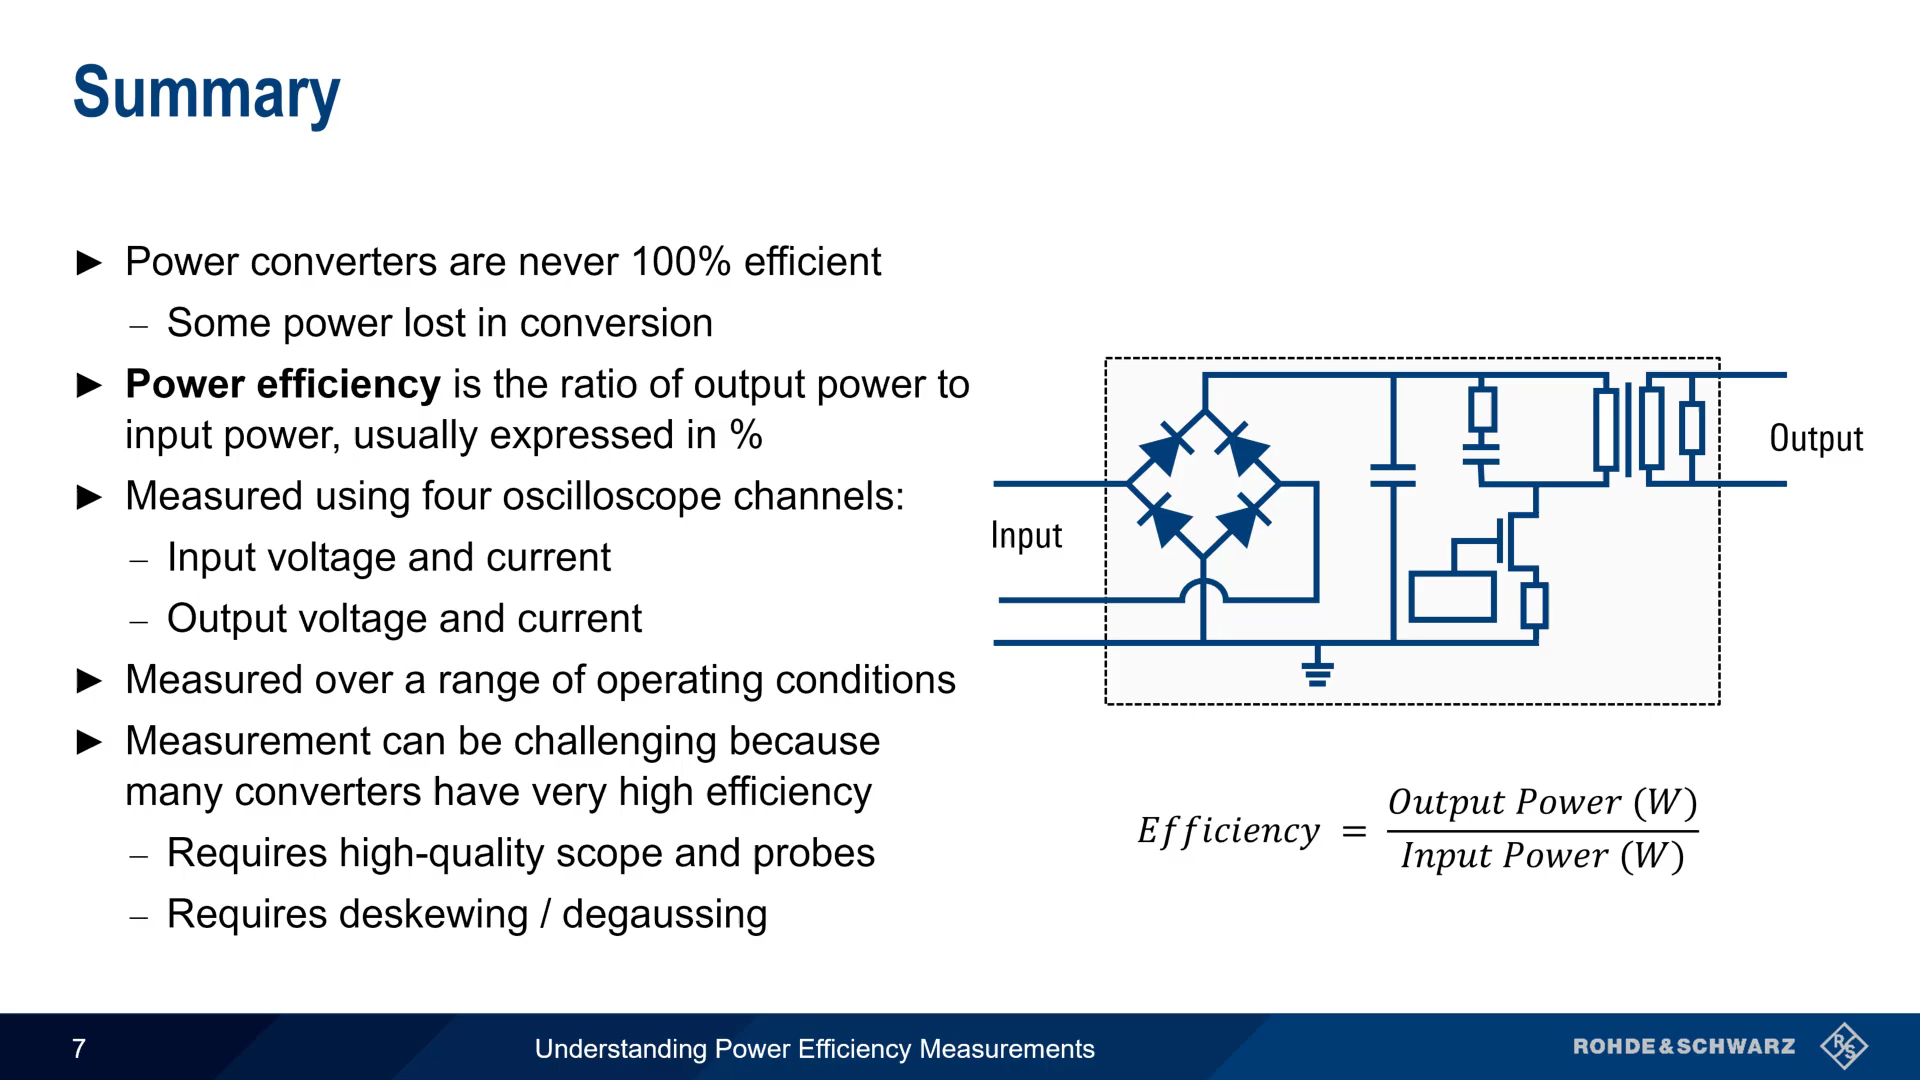 Summary
► Power converters are never 100% efficient
– Some power lost in conversion
► Power efficiency is the ratio of output power to
input power, usually expressed in %
► Measured using four oscilloscope channels:
– Input voltage and current
– Output voltage and current
► Measured over a range of operating conditions
► Measurement can be challenging because
many converters have very high efficiency
– Requires high-quality scope and probes
– Requires deskewing / degaussing
Input
Output
Efficiency = Output Power (W)
Input Power (W)
7
Understanding Power Efficiency Measurements
ROHDE&SCHWARZ
R&S